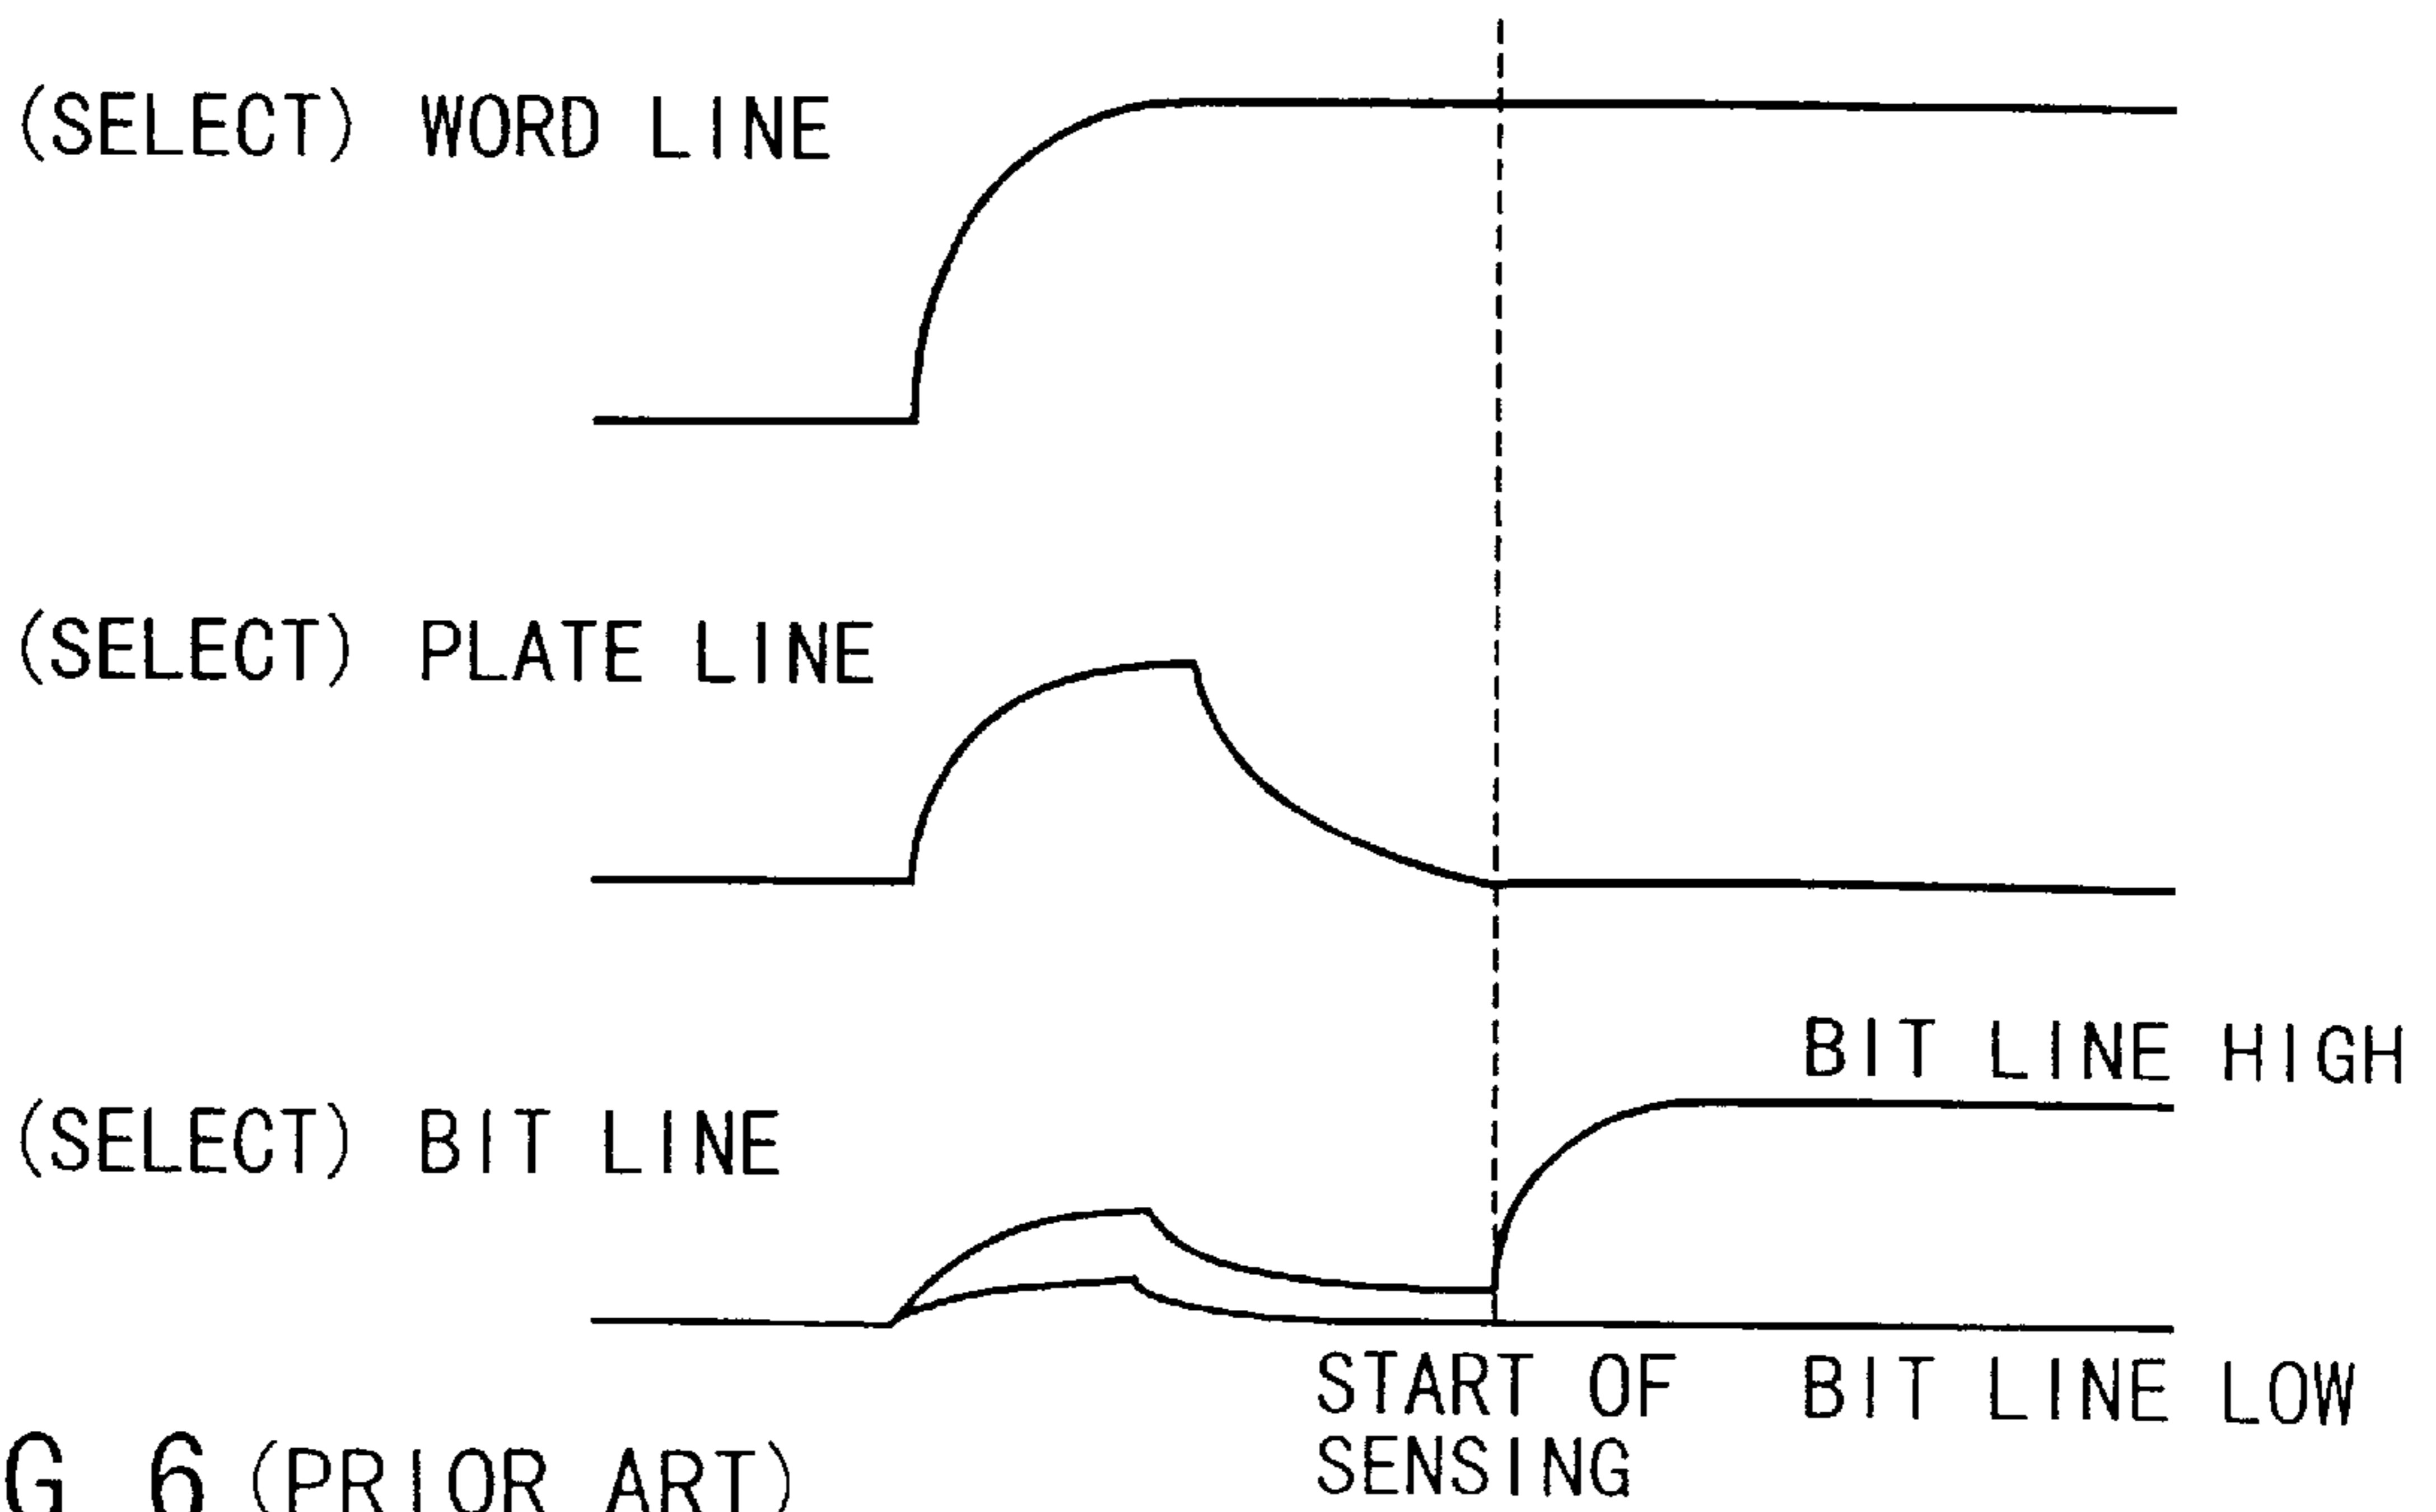 (SELECT) WORD LINE
(SELECT) PLATE LINE
BIT LINE HIGH
(SELECT) BIT LINE
START OF SENSING
BIT LINE LOW
G 6 (PRIOR ART)